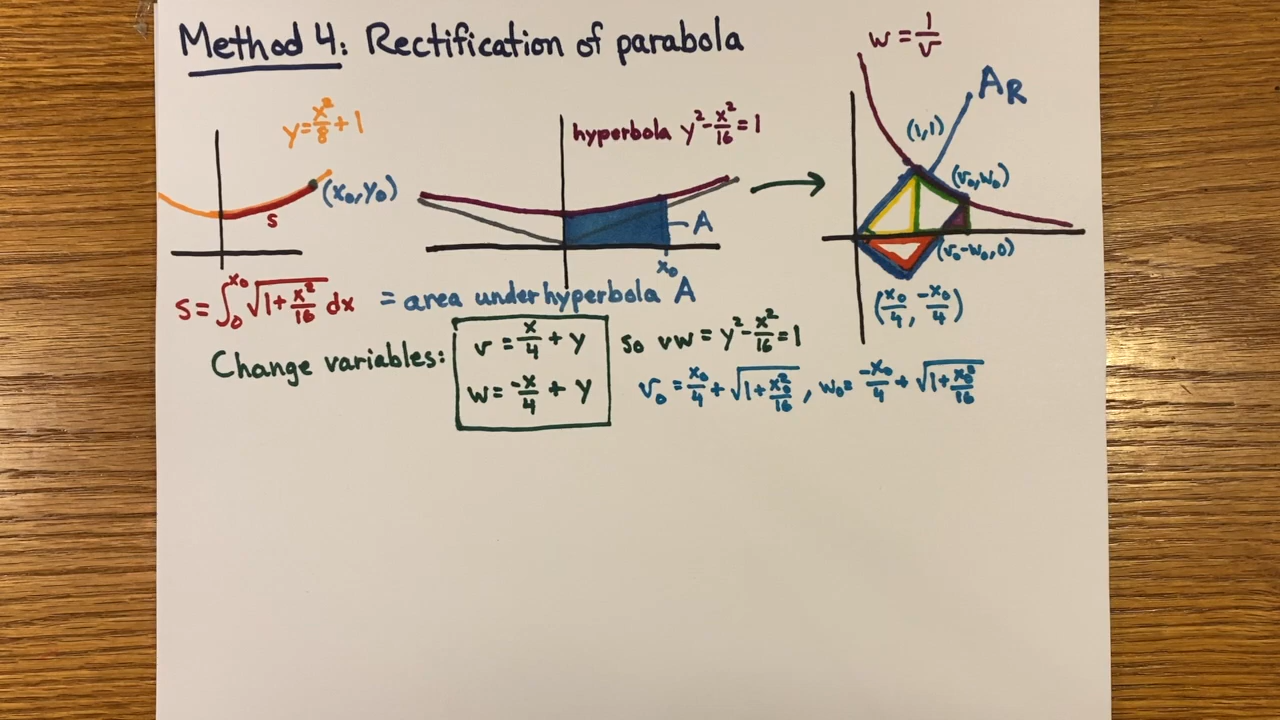 Method 4: Rectification of parabola
y = x²/8 + 1
(x₀, y₀)
s
s = ∫₀^x₀ √(1 + x²/16) dx = area under hyperbola A
hyperbola y² - x²/16 = 1
A
x₀
w = 1/v
A_R
(1,1)
(v₀, w₀)
(v₀-w₀, 0)
(x₀/4, -x₀/4)
Change variables: v = x/4 + y
w = -x/4 + y
so vw = y² - x²/16 = 1
v₀ = x₀/4 + √(1 + x₀²/16), w₀ = -x₀/4 + √(1 + x₀²/16)